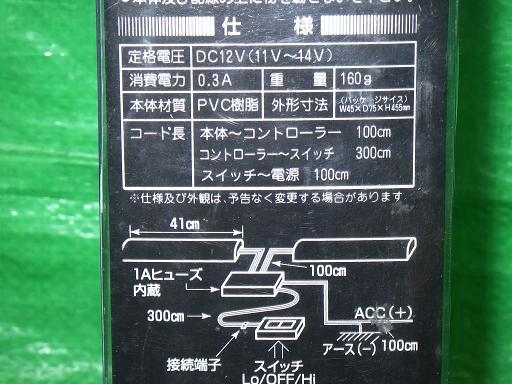 仕 様
定格電圧 DC12V(11V〜14V)
消費電力 0.3A 重 量 160g
本体材質 PVC樹脂 外形寸法 (パッケージサイズ) W45×D75×H455mm
コード長 本体〜コントローラー 100cm
コントローラー〜スイッチ 300cm
スイッチ〜電源 100cm
※仕様及び外観は、予告なく変更する場合があります
41cm
100cm
1Aヒューズ
内蔵
300cm
ACC(+)
アース(−)
100cm
接続端子
スイッチ
Lo/OFF/Hi